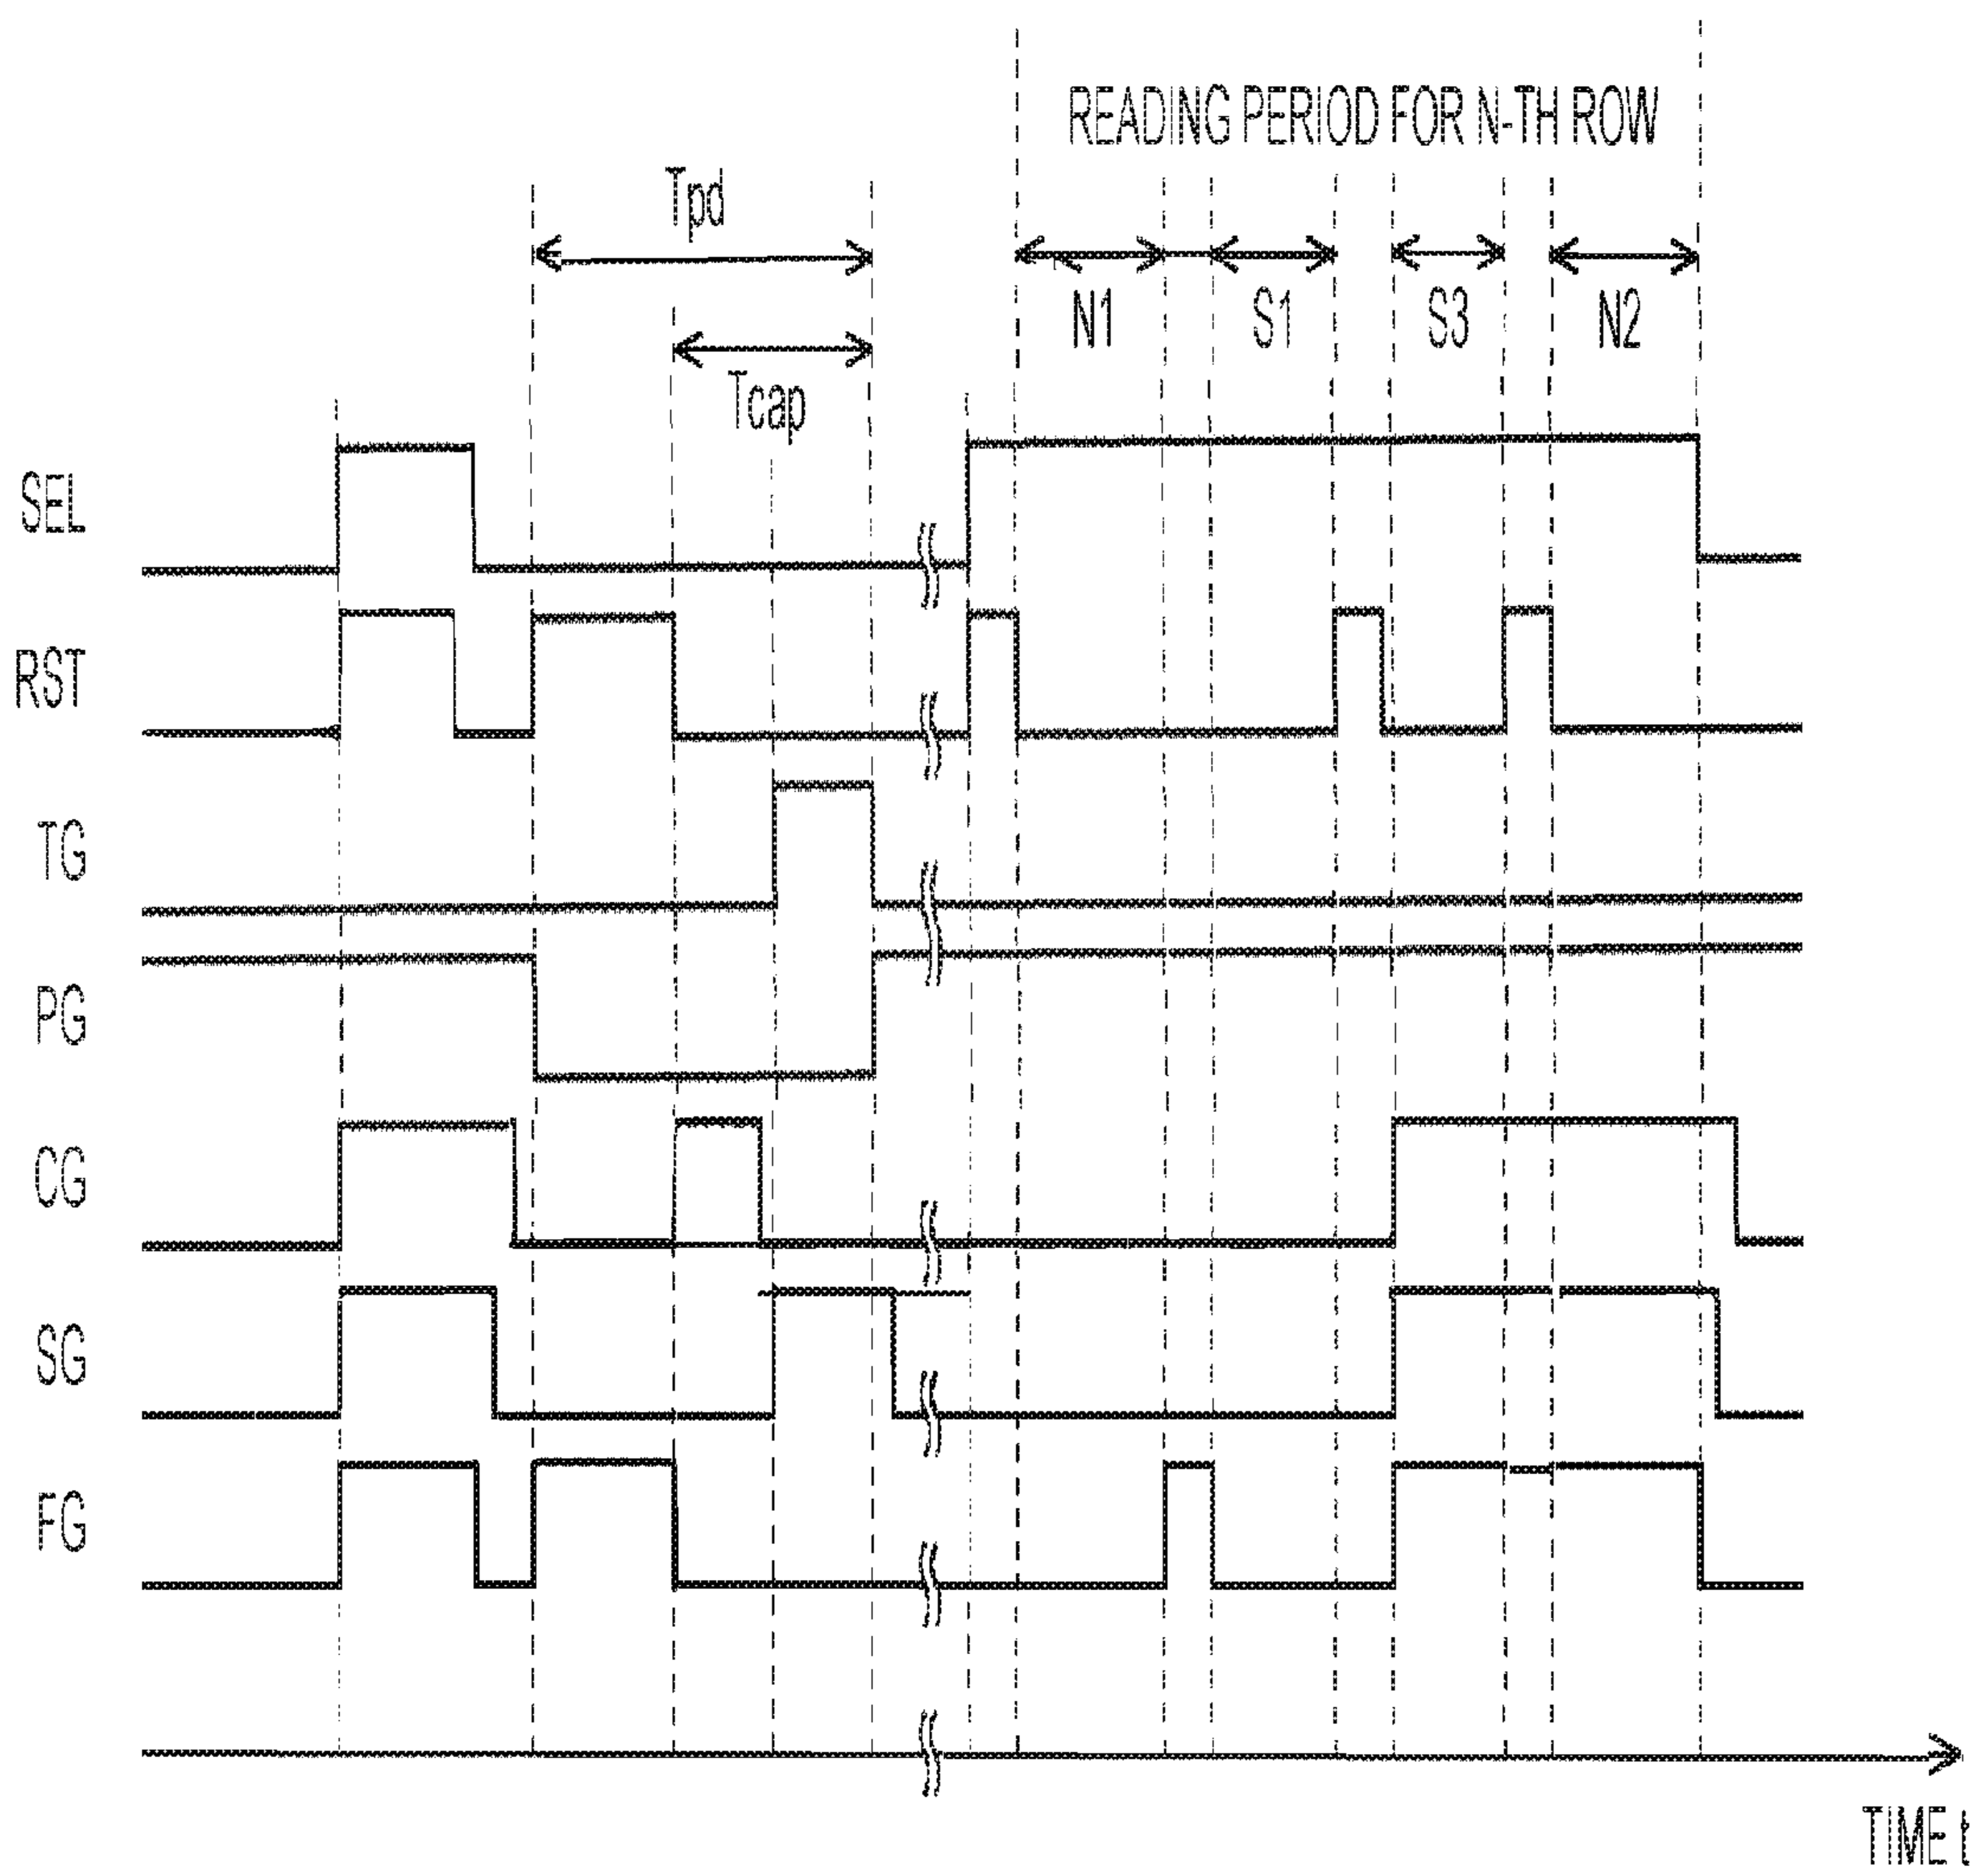 READING PERIOD FOR N-TH ROW
Tpd
N1
S1
S3
N2
Tcap
SEL
RST
TG
PG
CG
SG
FG
TIME t